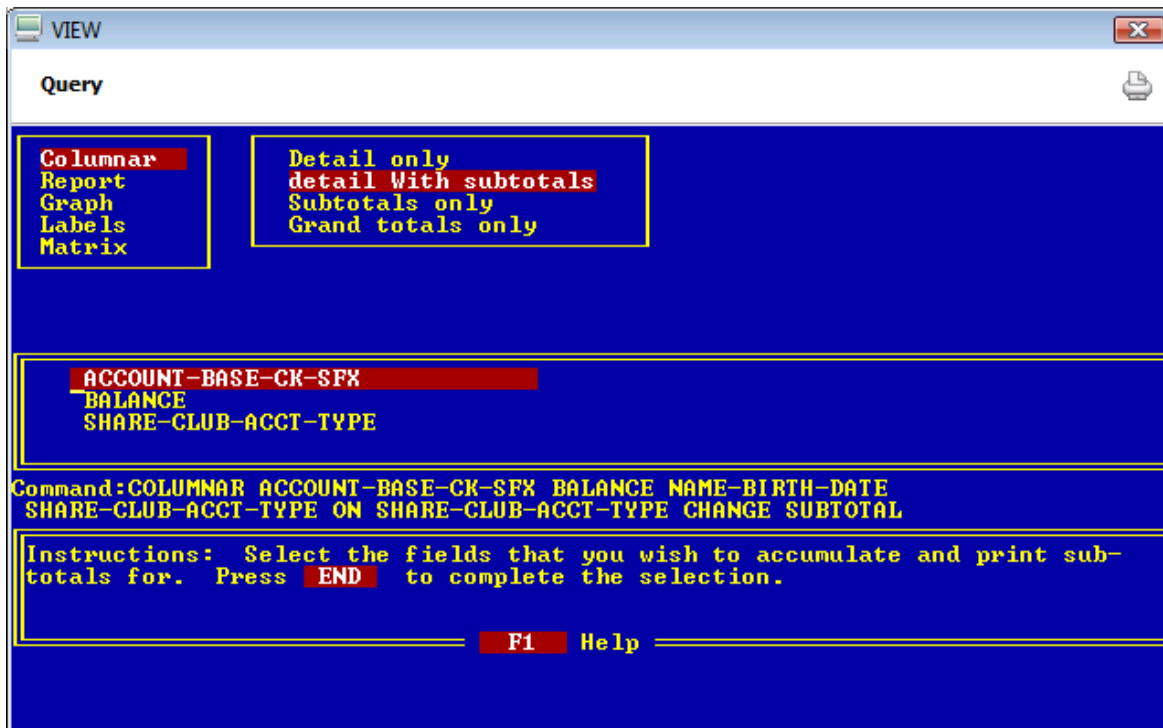 VIEW
Query
Columnar
Report
Graph
Labels
Matrix
Detail only
detail With subtotals
Subtotals only
Grand totals only
ACCOUNT-BASE-CK-SFX
BALANCE
SHARE-CLUB-ACCT-TYPE
Command:COLUMNAR ACCOUNT-BASE-CK-SFX BALANCE NAME-BIRTH-DATE
SHARE-CLUB-ACCT-TYPE ON SHARE-CLUB-ACCT-TYPE CHANGE SUBTOTAL
Instructions: Select the fields that you wish to accumulate and print sub-
totals for. Press END to complete the selection.
F1 Help